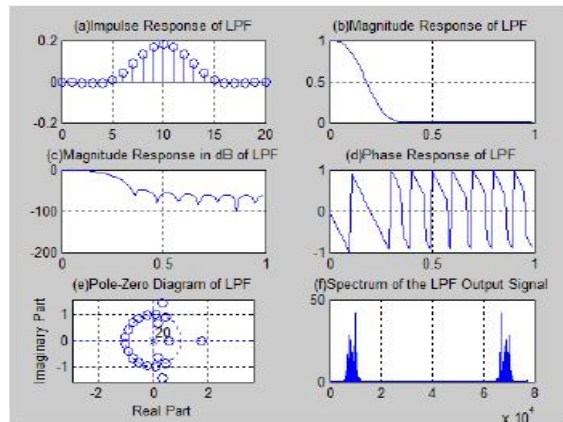 (a)Impulse Response of LPF
0.2
0
-0.2
0 5 10 15 20
(b)Magnitude Response of LPF
1
0.5
0
0 0.5 1
(c)Magnitude Response in dB of LPF
0
-100
-200
0 0.5 1
(d)Phase Response of LPF
1
0
-1
0 0.5 1
(e)Pole-Zero Diagram of LPF
Imaginary Part
1
0
-1
20
-2 0 2
Real Part
(f)Spectrum of the LPF Output Signal
50
0
0 2 4 6 8
x 10^4